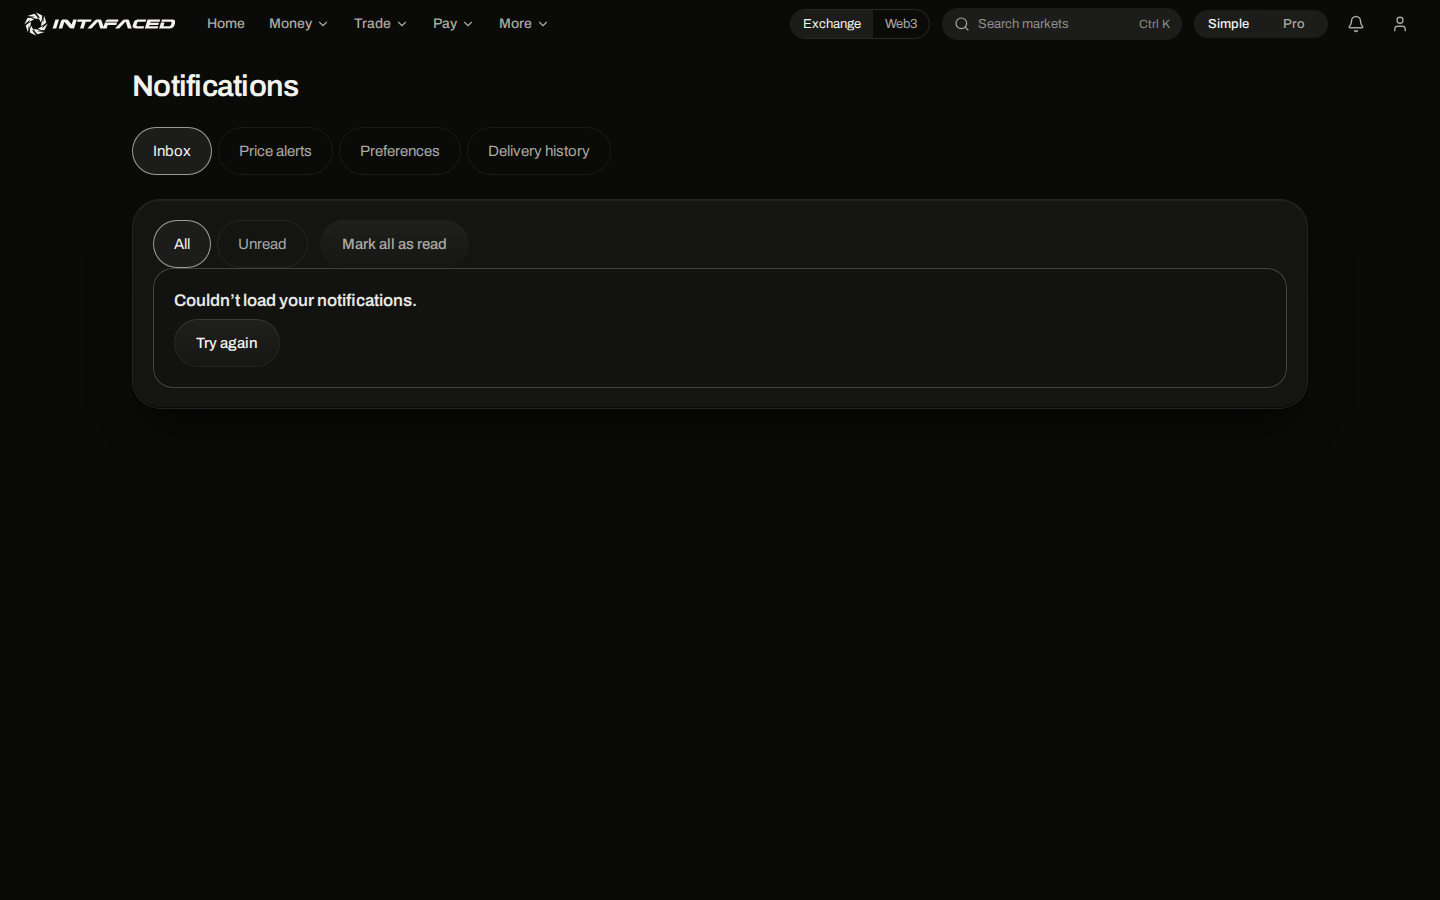 INTAFACED Home Money Trade Pay More Exchange Web3 Search markets Ctrl K Simple Pro
Notifications
Inbox Price alerts Preferences Delivery history
All Unread Mark all as read
Couldn’t load your notifications.
Try again